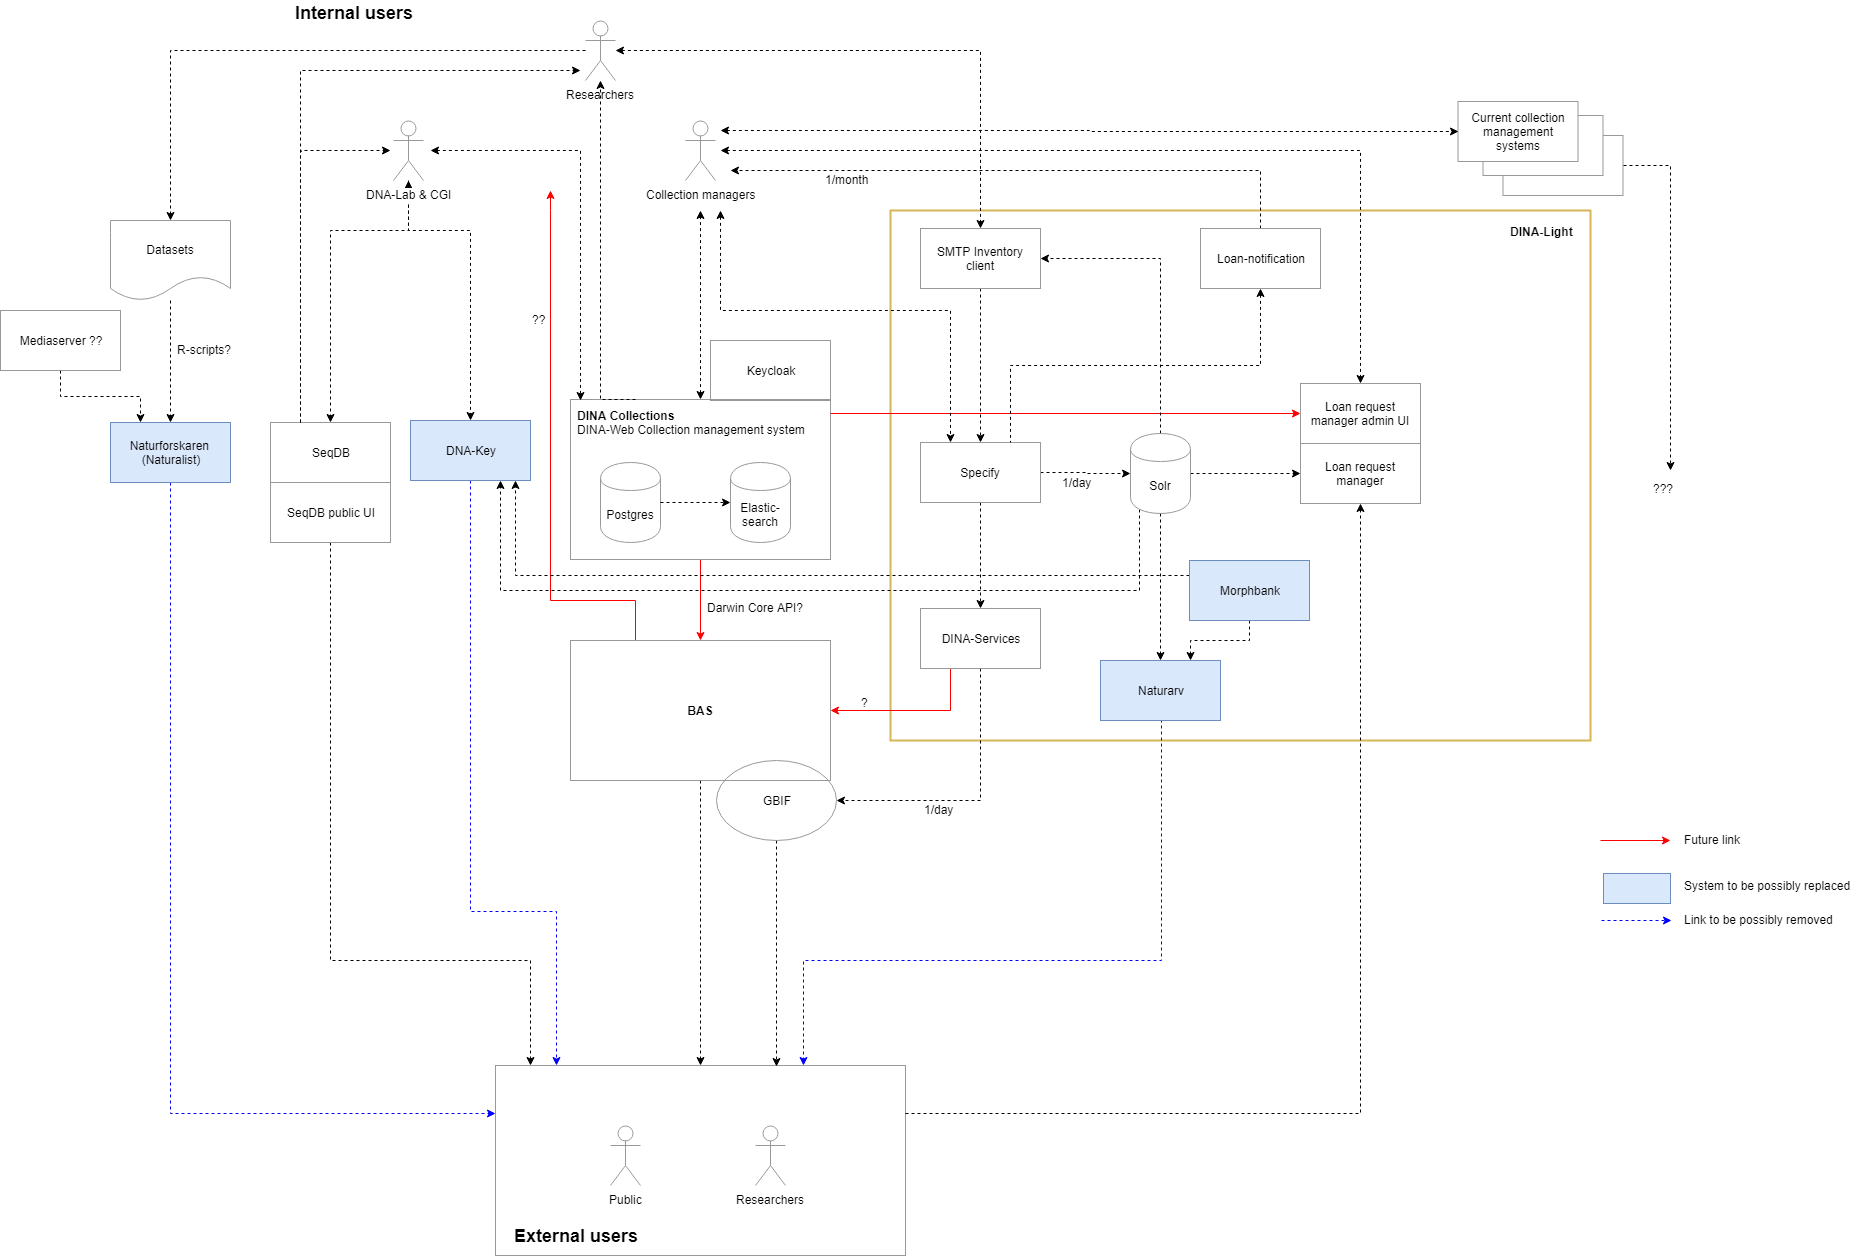 Internal users
Researchers
DNA-Lab & CGI
Collection managers
1/month
Current collection
management
systems
DINA-Light
Datasets
SMTP Inventory
client
Loan-notification
Mediaserver ??
R-scripts?
??
Keycloak
DINA Collections
DINA-Web Collection management system
Loan request
manager admin UI
Naturforskaren
(Naturalist)
SeqDB
DNA-Key
Specify
1/day
Solr
Loan request
manager
???
SeqDB public UI
Postgres
Elastic-
search
Morphbank
Darwin Core API?
DINA-Services
Naturarv
BAS
?
GBIF
1/day
Future link
System to be possibly replaced
Link to be possibly removed
Public
Researchers
External users